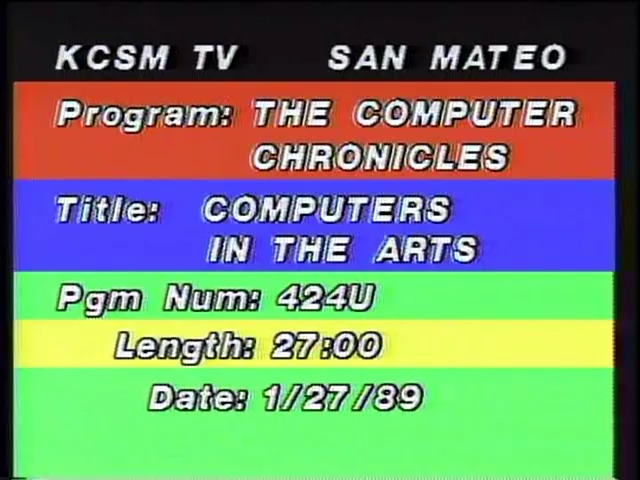 KCSM TV SAN MATEO
Program: THE COMPUTER
CHRONICLES
Title: COMPUTERS
IN THE ARTS
Pgm Num: 424U
Length: 27:00
Date: 1/27/89